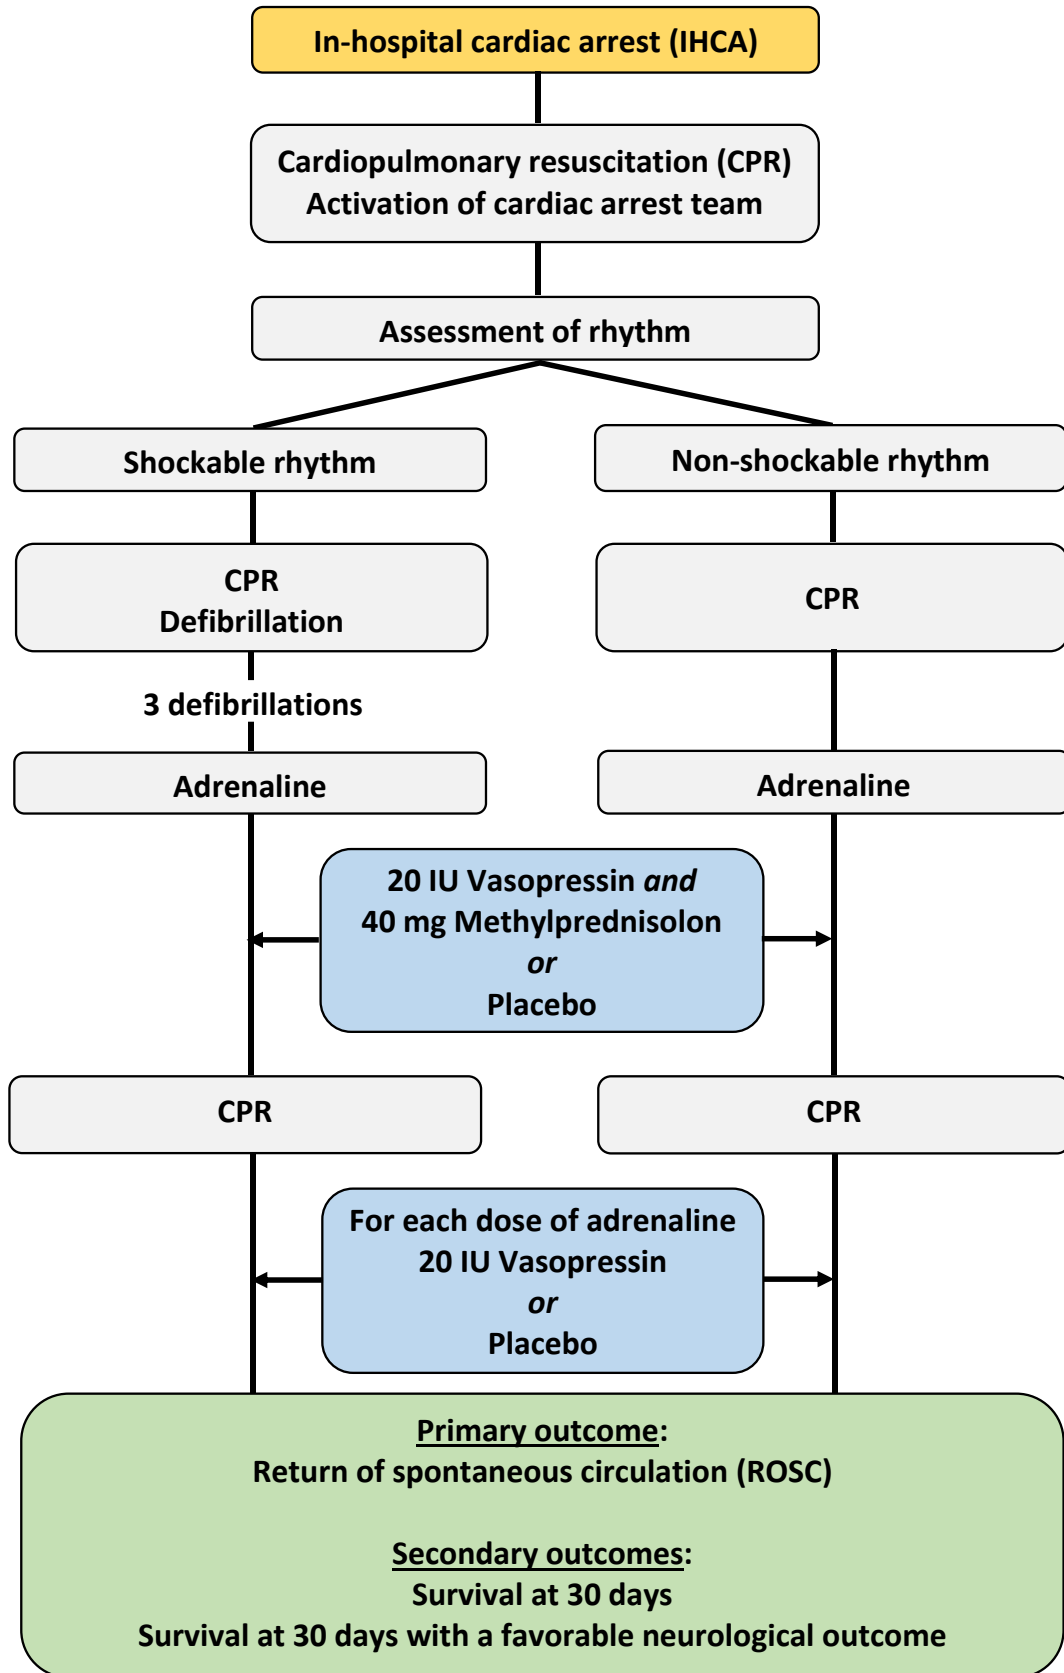 In-hospital cardiac arrest (IHCA)
Cardiopulmonary resuscitation (CPR)
Activation of cardiac arrest team
Assessment of rhythm
Shockable rhythm
Non-shockable rhythm
CPR
Defibrillation
CPR
3 defibrillations
Adrenaline
Adrenaline
20 IU Vasopressin and
40 mg Methylprednisolon
or
Placebo
CPR
CPR
For each dose of adrenaline
20 IU Vasopressin
or
Placebo
Primary outcome:
Return of spontaneous circulation (ROSC)
Secondary outcomes:
Survival at 30 days
Survival at 30 days with a favorable neurological outcome